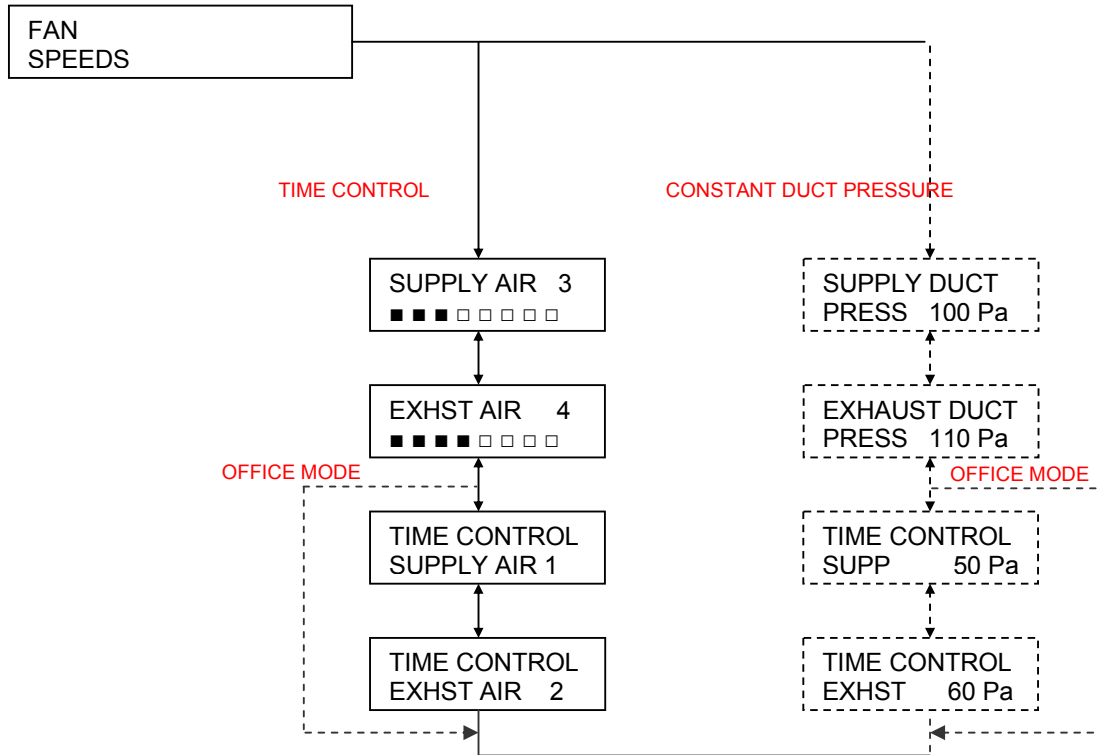 FAN
SPEEDS
TIME CONTROL
CONSTANT DUCT PRESSURE
SUPPLY AIR 3
■ ■ ■ □ □ □ □ □
SUPPLY DUCT
PRESS 100 Pa
EXHST AIR 4
■ ■ ■ ■ □ □ □ □
EXHAUST DUCT
PRESS 110 Pa
OFFICE MODE
OFFICE MODE
TIME CONTROL
SUPPLY AIR 1
TIME CONTROL
SUPP 50 Pa
TIME CONTROL
EXHST AIR 2
TIME CONTROL
EXHST 60 Pa